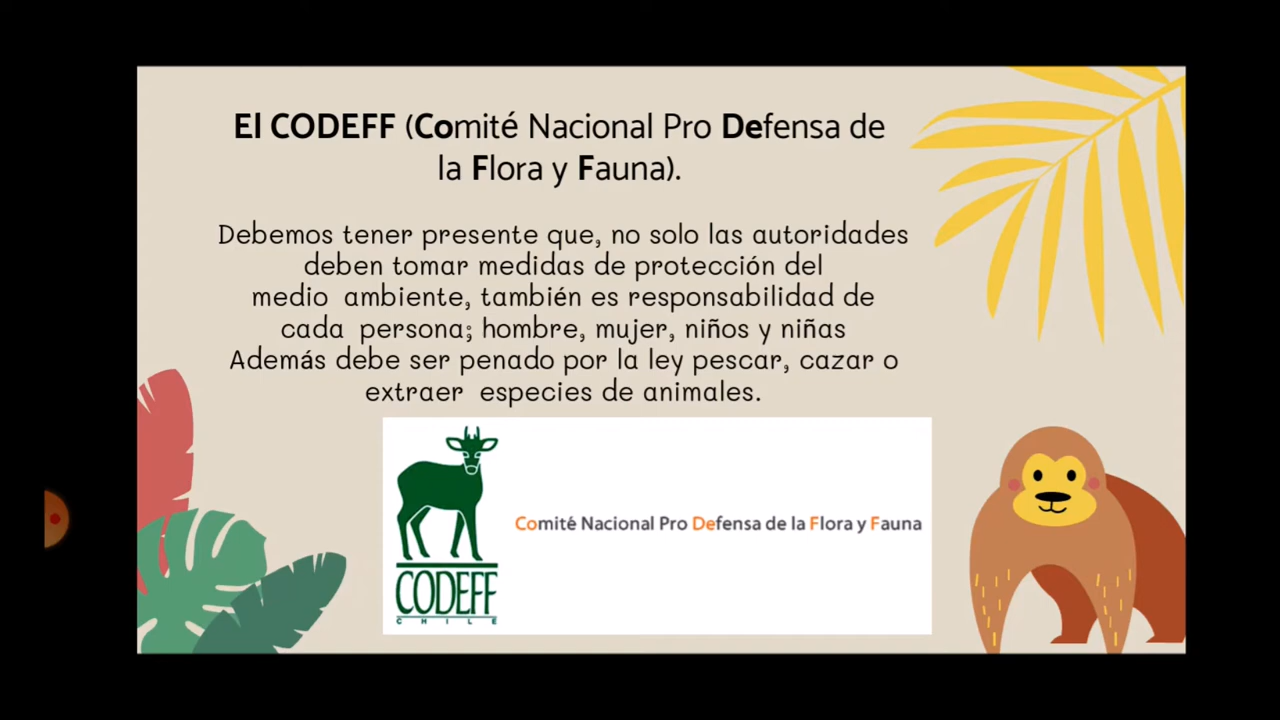 El CODEFF (Comité Nacional Pro Defensa de
la Flora y Fauna).
Debemos tener presente que, no solo las autoridades
deben tomar medidas de protección del
medio ambiente, también es responsabilidad de
cada persona; hombre, mujer, niños y niñas
Además debe ser penado por la ley pescar, cazar o
extraer especies de animales.
Comité Nacional Pro Defensa de la Flora y Fauna
CODEFF
CHILE